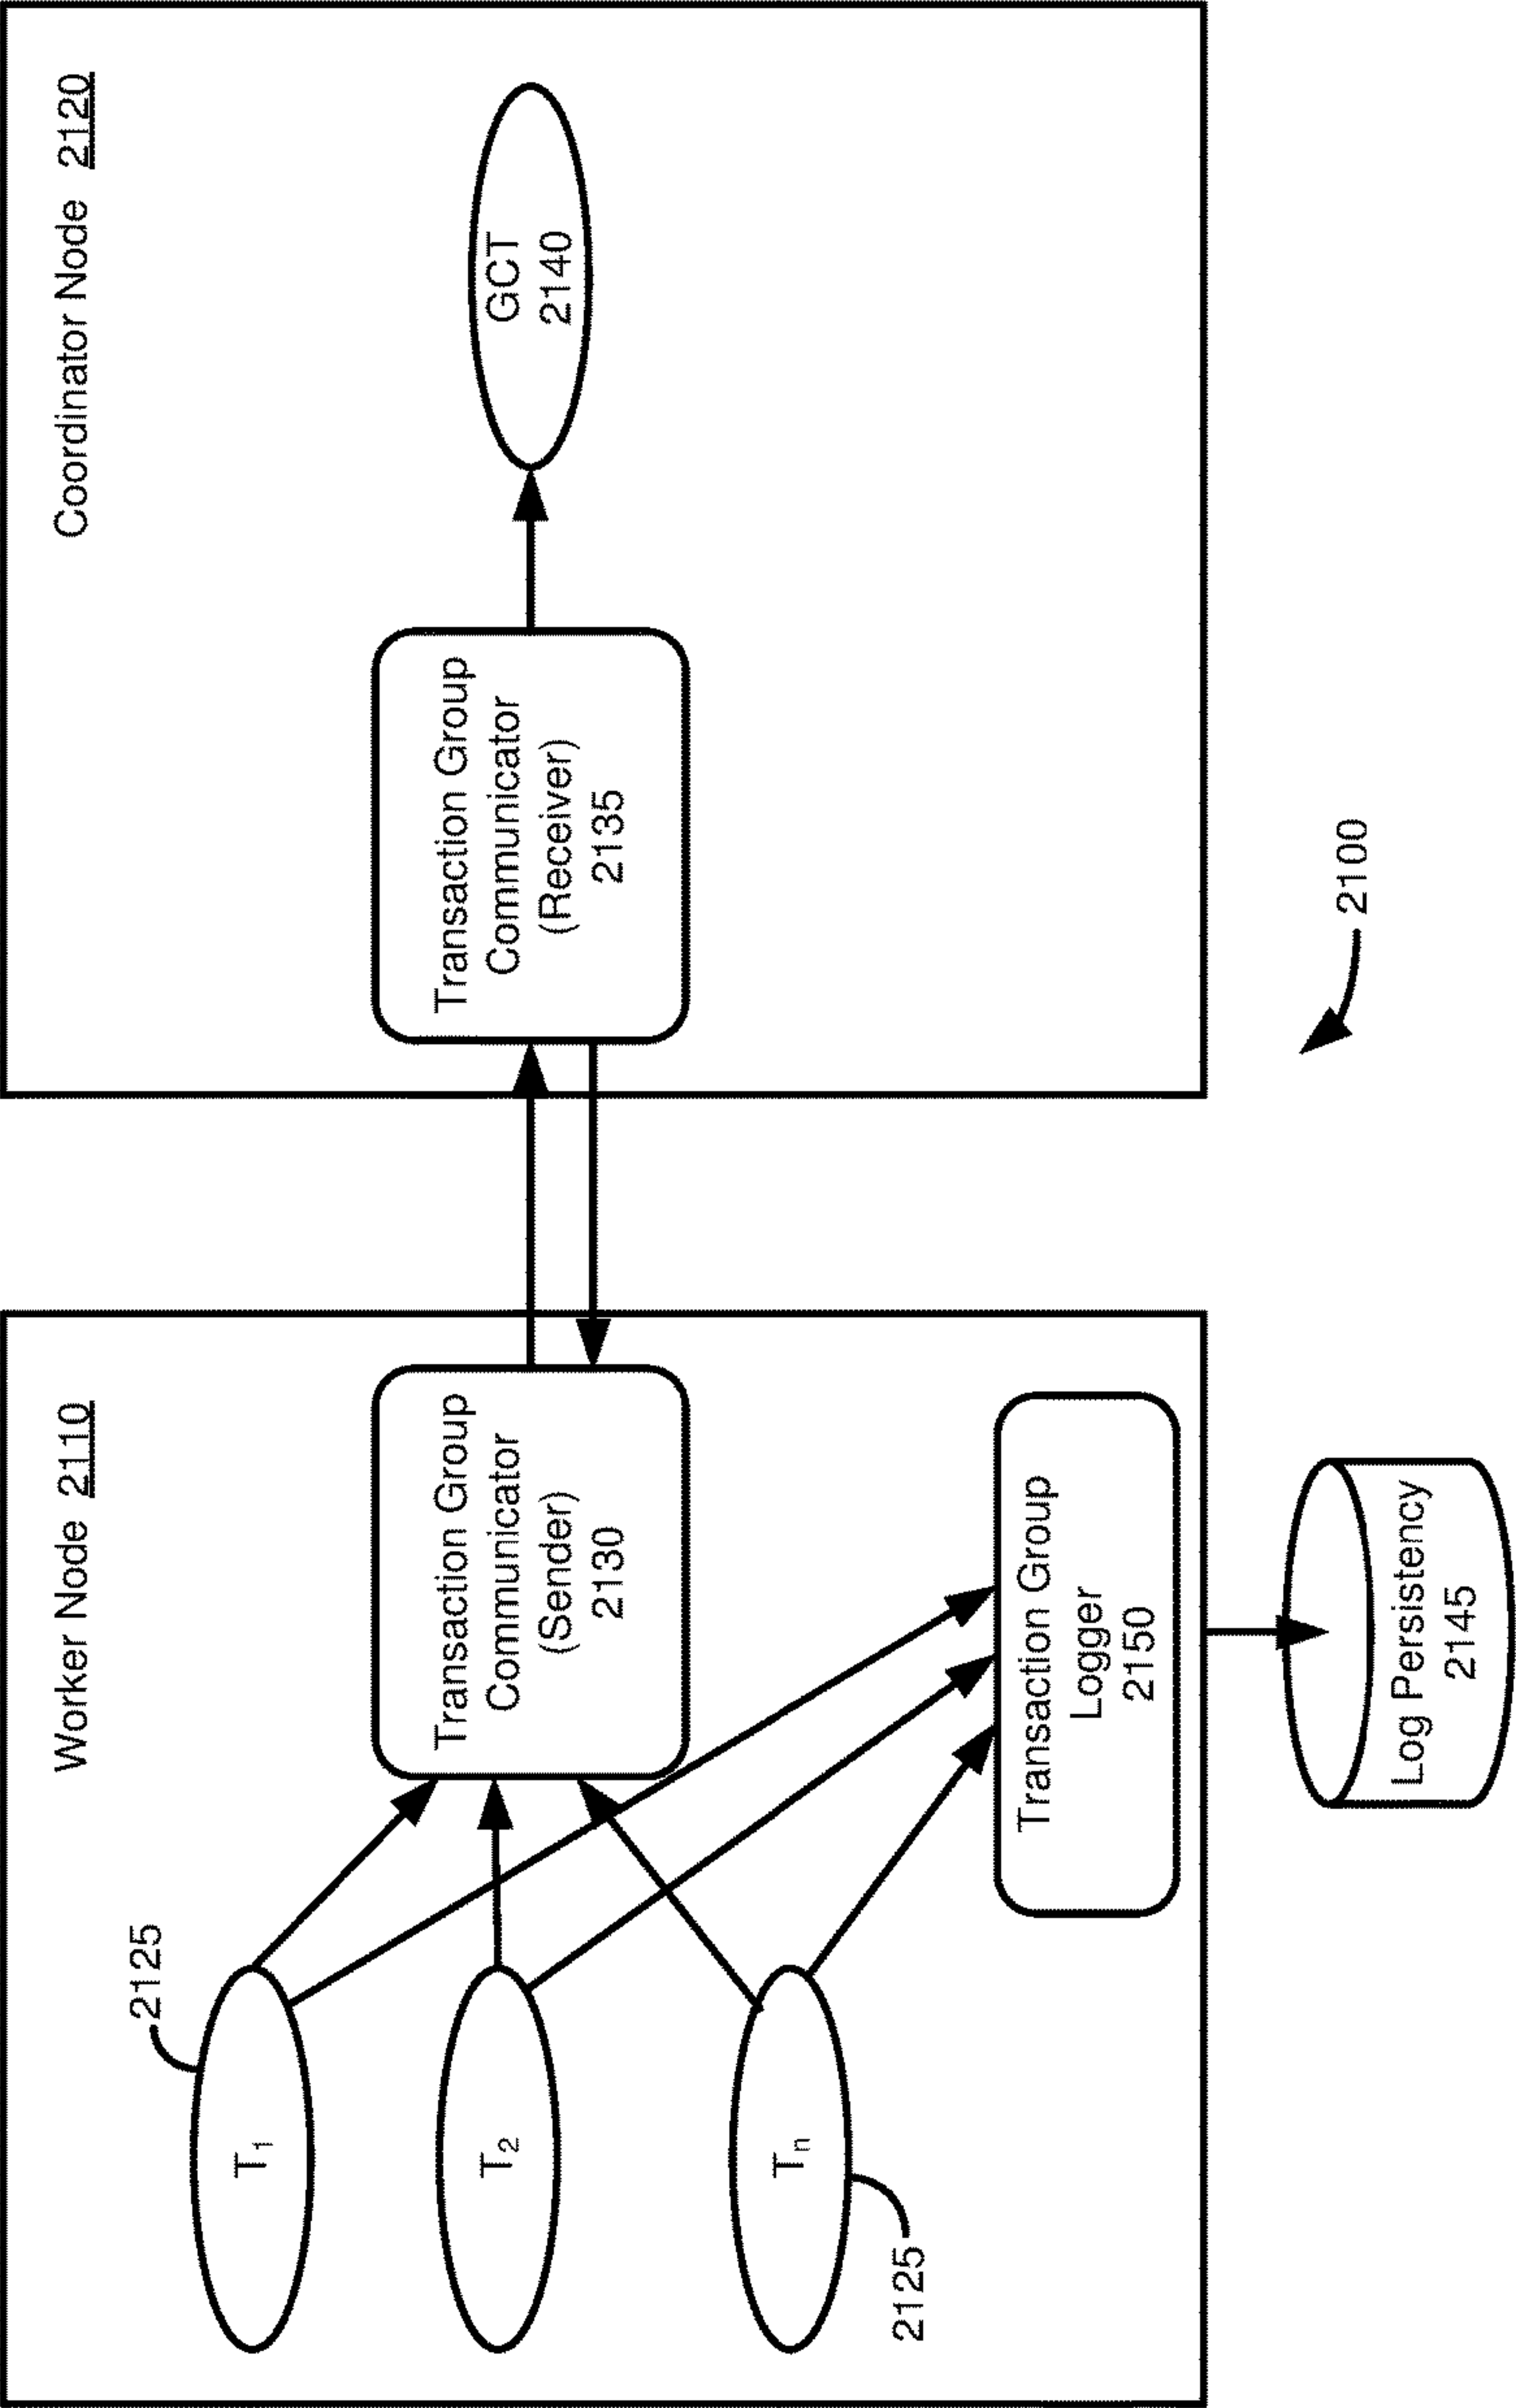 Worker Node 2110
2125
T1
T2
Tn
2125
Transaction Group
Communicator
(Sender)
2130
Transaction Group
Logger
2150
Log Persistency
2145
Coordinator Node 2120
Transaction Group
Communicator
(Receiver)
2135
GCT
2140
2100